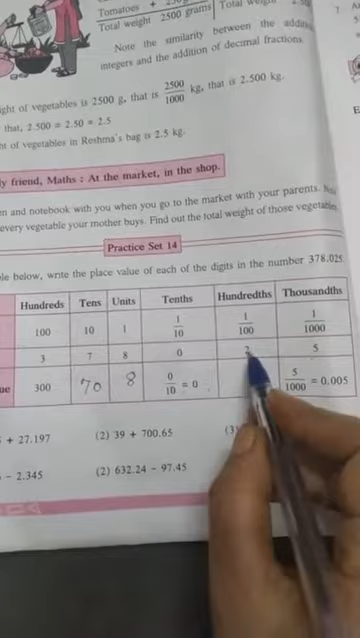 Tomatoes +
Total weight 2500 grams Total
Note the similarity between the
integers and the addition of decimal fractions.
ght of vegetables is 2500 g, that is 2500/1000 kg, that is 2.500 kg.
that, 2.500 = 2.50 = 2.5
ht of vegetables in Reshma's bag is 2.5 kg.
y friend, Maths : At the market, in the shop.
en and notebook with you when you go to the market with your parents.
every vegetable your mother buys. Find out the total weight of those vegetables.
Practice Set 14
le below, write the place value of each of the digits in the number 378.025.
Hundreds Tens Units Tenths Hundredths Thousandths
100 10 1 1/10 1/100 1/1000
3 7 8 0 5
ue 300 70 8 0/10 = 0 5/1000 = 0.005
+ 27.197 (2) 39 + 700.65 (3)
- 2.345 (2) 632.24 - 97.45